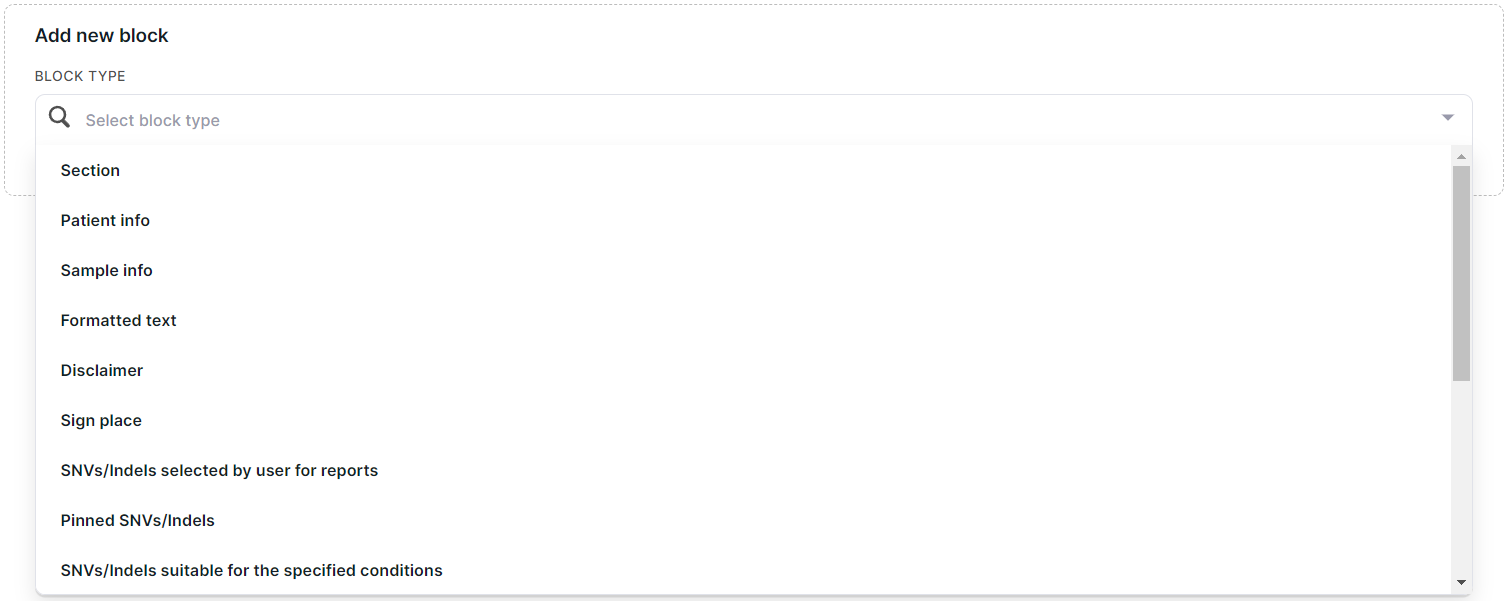 Add new block
BLOCK TYPE
Select block type
Section
Patient info
Sample info
Formatted text
Disclaimer
Sign place
SNVs/Indels selected by user for reports
Pinned SNVs/Indels
SNVs/Indels suitable for the specified conditions